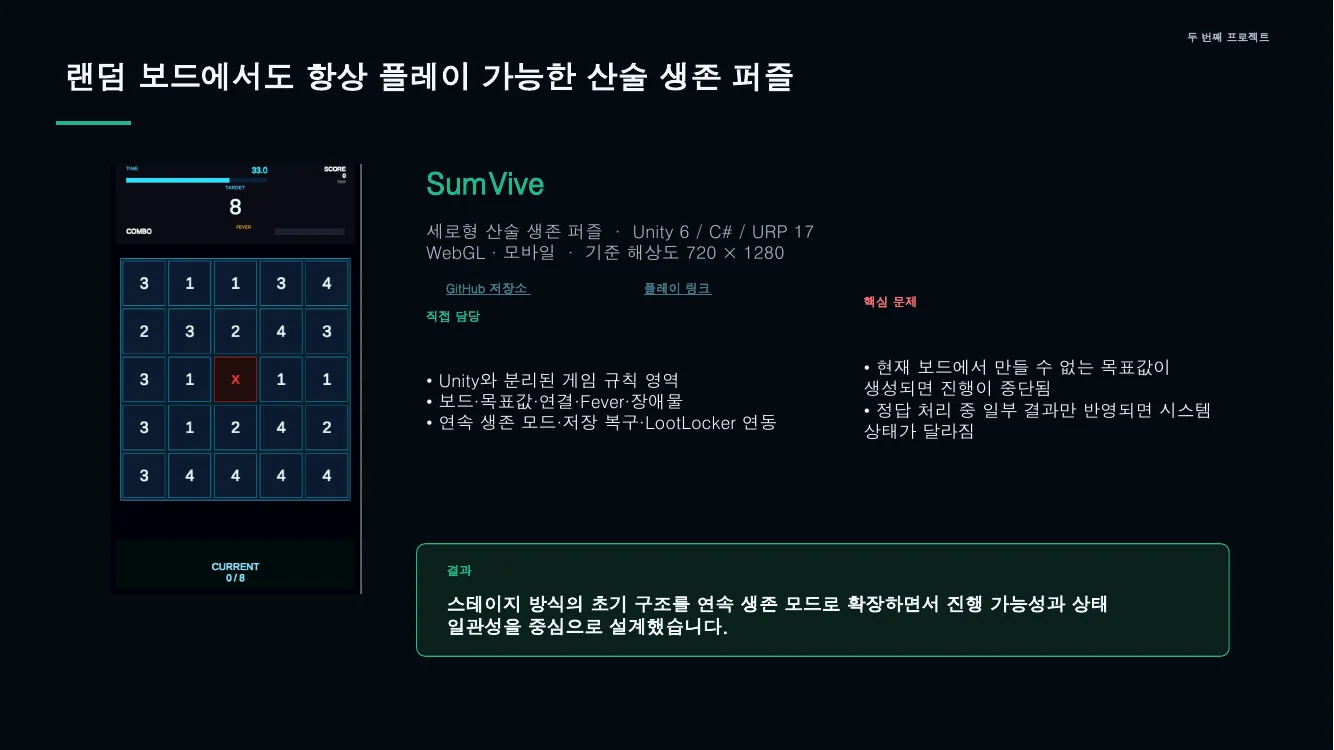 두 번째 프로젝트
랜덤 보드에서도 항상 플레이 가능한 산술 생존 퍼즐
TIME
33.0
SCORE
0
TARGET
8
COMBO
FEVER
3 1 1 3 4
2 3 2 4 3
3 1 X 1 1
3 1 2 4 2
3 4 4 4 4
CURRENT
0 / 8
SumVive
세로형 산술 생존 퍼즐 · Unity 6 / C# / URP 17
WebGL · 모바일 · 기준 해상도 720 × 1280
GitHub 저장소 플레이 링크
직접 담당
• Unity와 분리된 게임 규칙 영역
• 보드·목표값·연결·Fever·장애물
• 연속 생존 모드·저장 복구·LootLocker 연동
핵심 문제
• 현재 보드에서 만들 수 없는 목표값이
생성되면 진행이 중단됨
• 정답 처리 중 일부 결과만 반영되면 시스템
상태가 달라짐
결과
스테이지 방식의 초기 구조를 연속 생존 모드로 확장하면서 진행 가능성과 상태
일관성을 중심으로 설계했습니다.